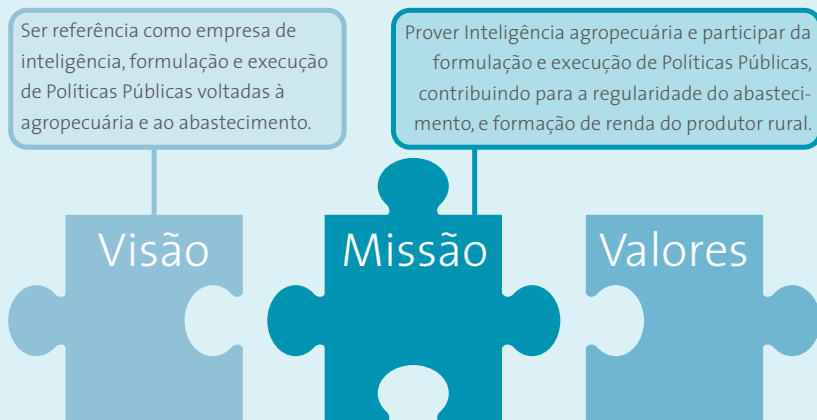 Ser referência como empresa de
inteligência, formulação e execução
de Políticas Públicas voltadas à
agropecuária e ao abastecimento.
Prover Inteligência agropecuária e participar da
formulação e execução de Políticas Públicas,
contribuindo para a regularidade do abasteci-
mento, e formação de renda do produtor rural.
Visão
Missão
Valores